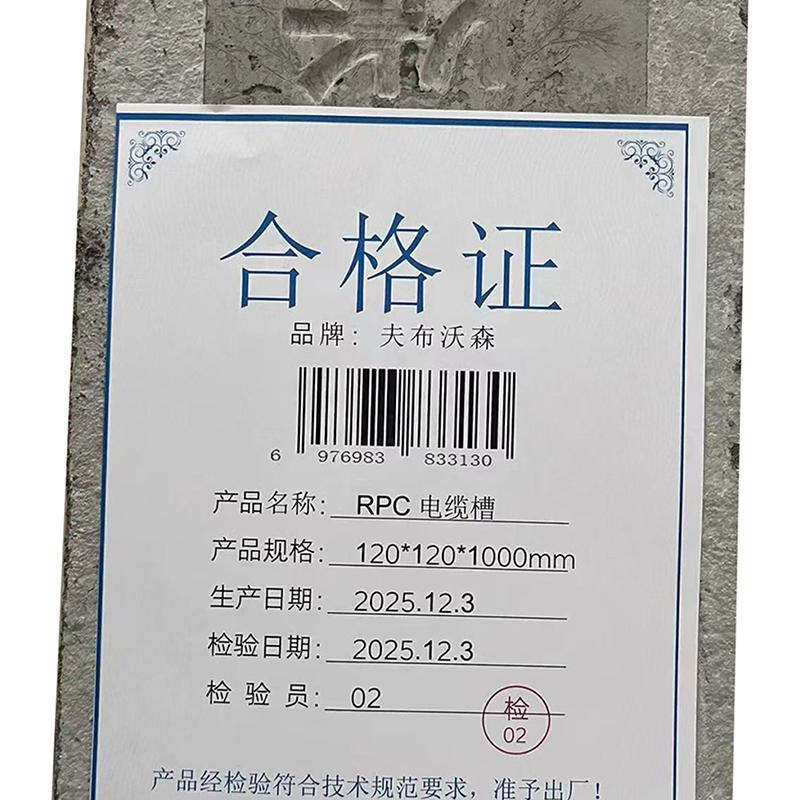 合格证
品牌：夫布沃森
6 976983 833130
产品名称：RPC 电缆槽
产品规格：120*120*1000mm
生产日期：2025.12.3
检验日期：2025.12.3
检 验 员：02
检
02
产品经检验符合技术规范要求，准予出厂！